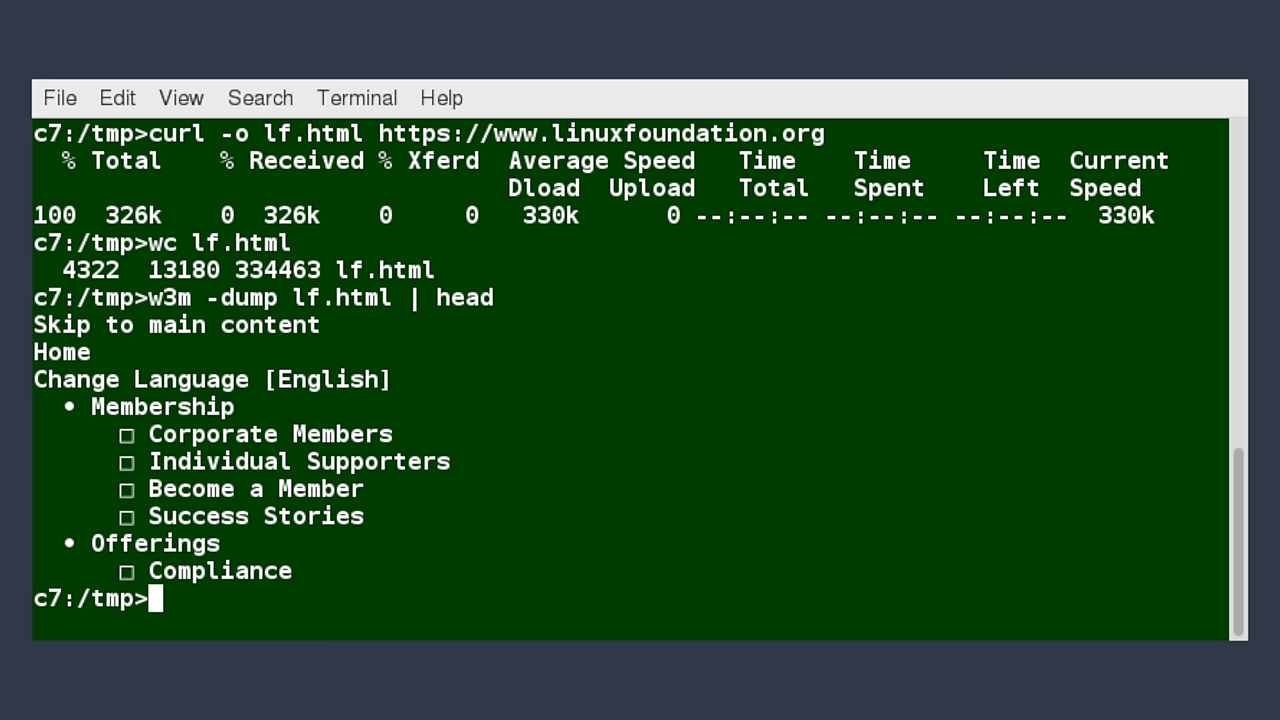 File Edit View Search Terminal Help
c7:/tmp>curl -o lf.html https://www.linuxfoundation.org
  % Total    % Received % Xferd  Average Speed   Time    Time     Time  Current
                                 Dload  Upload   Total   Spent    Left  Speed
100  326k    0  326k    0     0   330k      0 --:--:-- --:--:-- --:--:--  330k
c7:/tmp>wc lf.html
  4322  13180 334463 lf.html
c7:/tmp>w3m -dump lf.html | head
Skip to main content
Home
Change Language [English]
  • Membership
      □ Corporate Members
      □ Individual Supporters
      □ Become a Member
      □ Success Stories
  • Offerings
      □ Compliance
c7:/tmp>